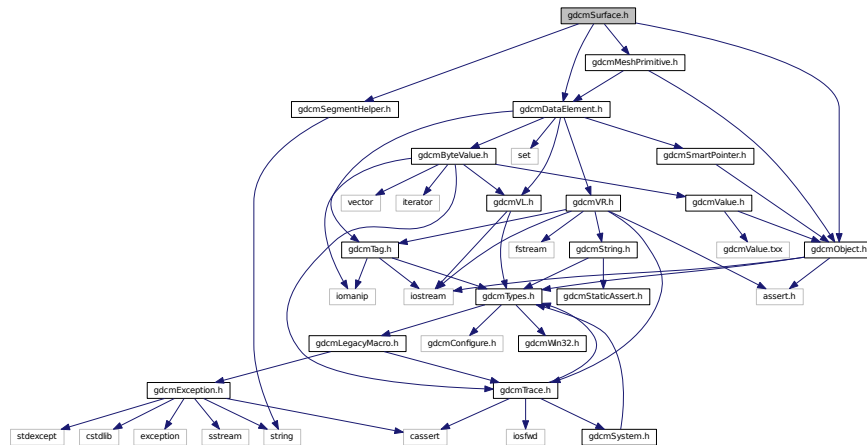 gdcmSurface.h
gdcmMeshPrimitive.h
gdcmSegmentHelper.h
gdcmDataElement.h
gdcmByteValue.h
set
gdcmSmartPointer.h
vector
iterator
gdcmVL.h
gdcmVR.h
gdcmValue.h
gdcmTag.h
fstream
gdcmString.h
gdcmValue.txx
gdcmObject.h
iomanip
iostream
gdcmTypes.h
gdcmStaticAssert.h
assert.h
gdcmLegacyMacro.h
gdcmConfigure.h
gdcmWin32.h
gdcmException.h
gdcmTrace.h
stdexcept
cstdlib
exception
sstream
string
cassert
iosfwd
gdcmSystem.h